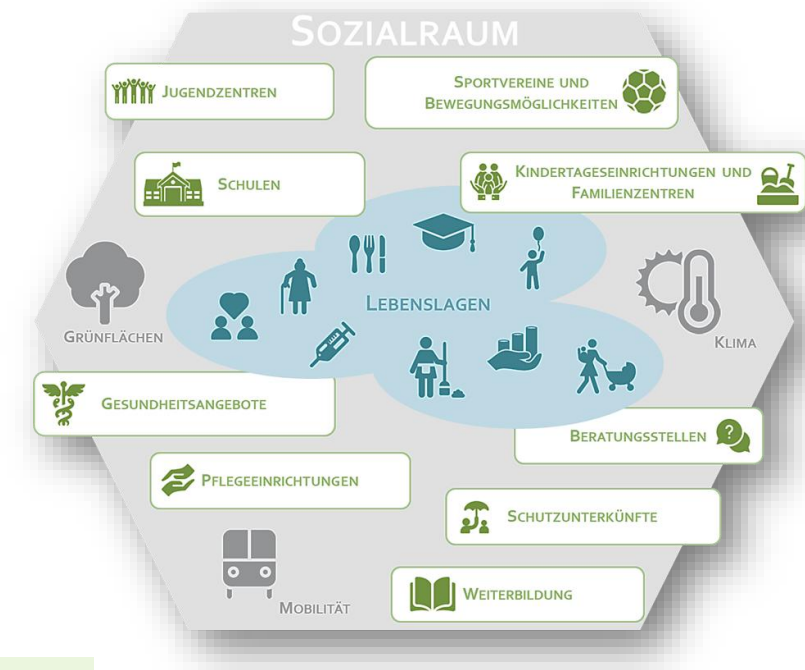 SOZIALRAUM
JUGENDZENTREN
SPORTVEREINE UND
BEWEGUNGSMÖGLICHKEITEN
SCHULEN
KINDERTAGESEINRICHTUNGEN UND
FAMILIENZENTREN
LEBENSLAGEN
GRÜNFLÄCHEN
KLIMA
GESUNDHEITSANGEBOTE
BERATUNGSSTELLEN
PFLEGEEINRICHTUNGEN
SCHUTZUNTERKÜNFTE
MOBILITÄT
WEITERBILDUNG